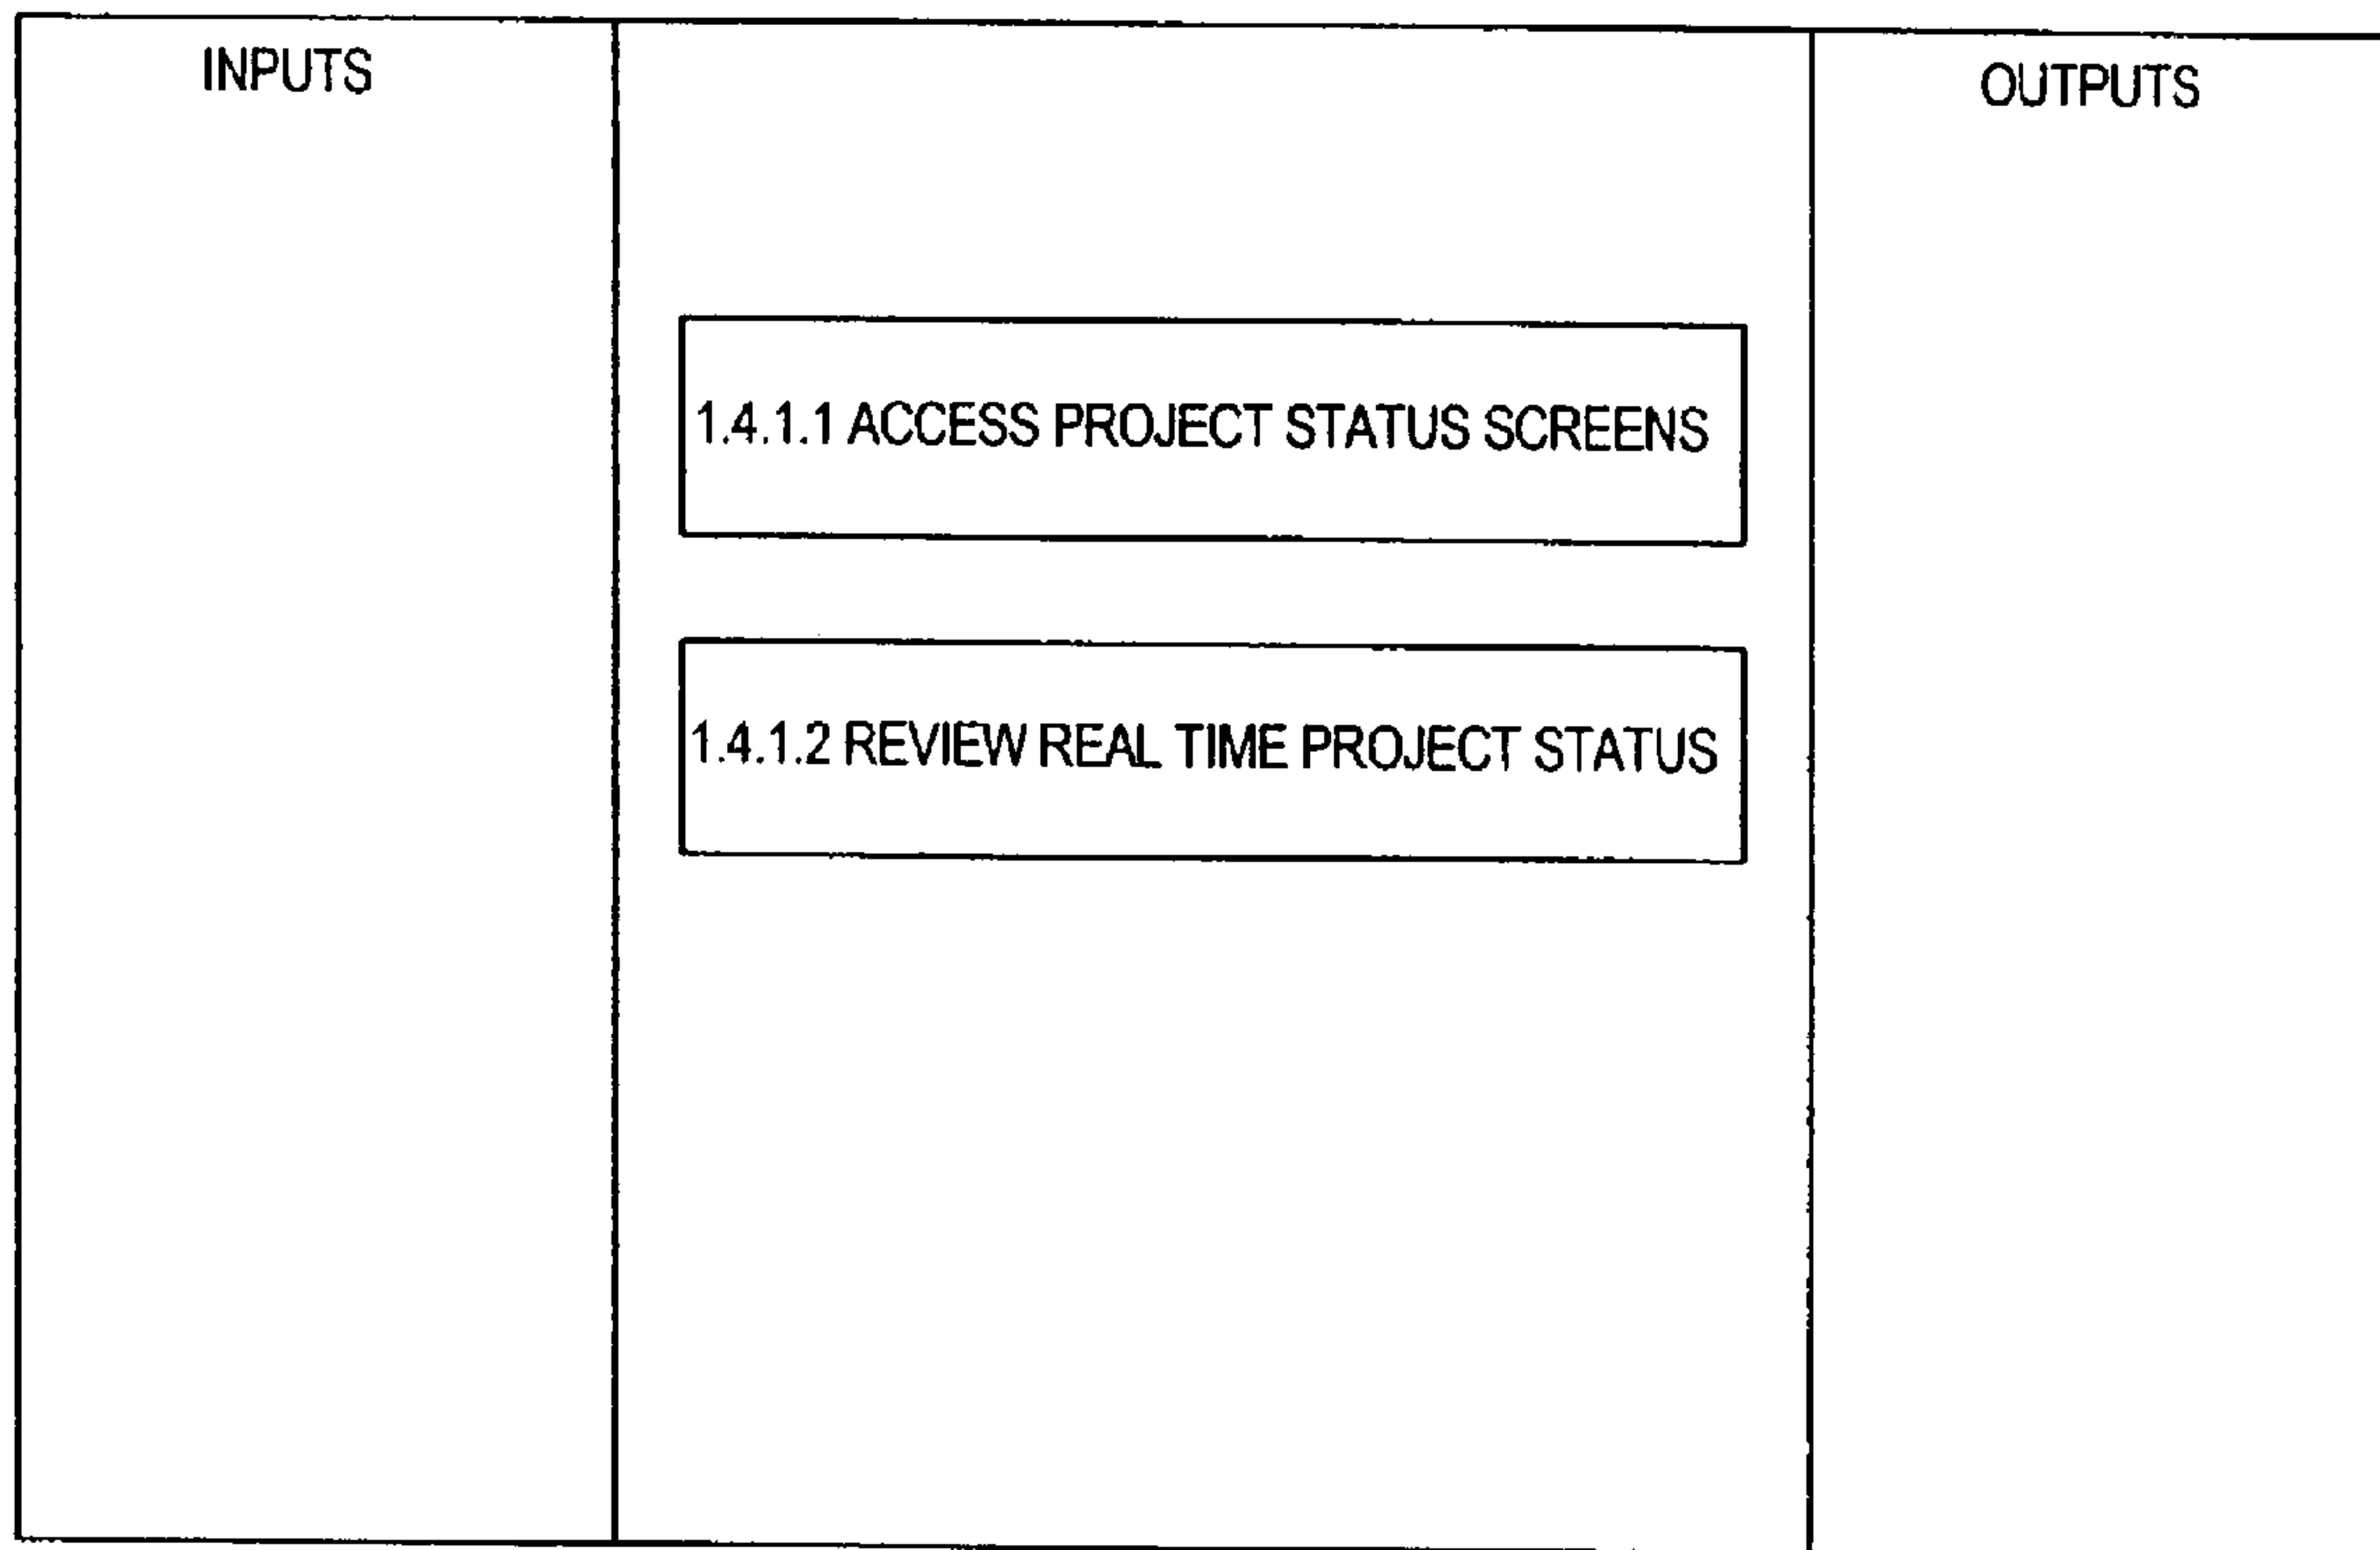 INPUTS
OUTPUTS
1.4.1.1 ACCESS PROJECT STATUS SCREENS
1.4.1.2 REVIEW REAL TIME PROJECT STATUS